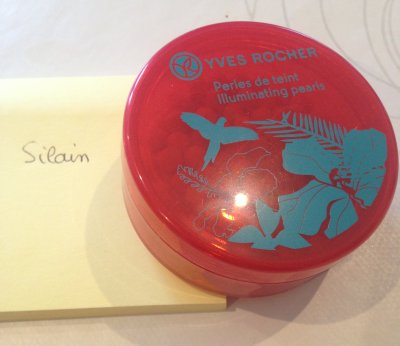 YVES ROCHER
Perles de teint
Illuminating pearls
Silain